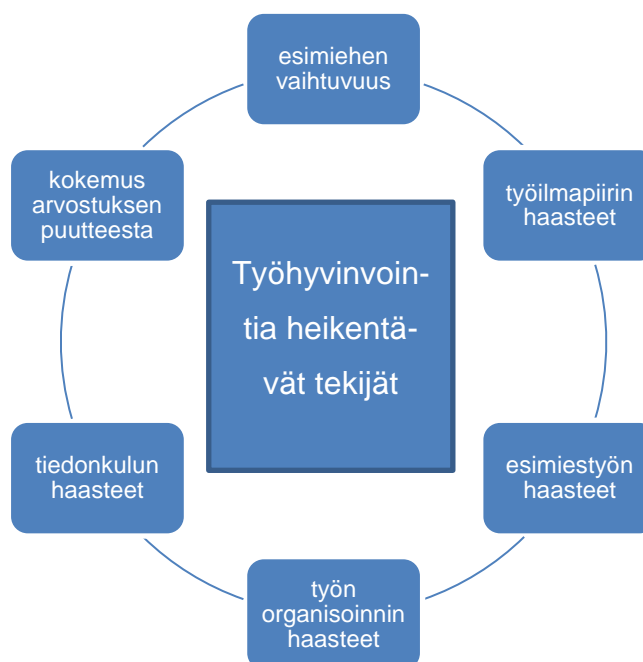 esimiehen
vaihtuvuus
työilmapiirin
haasteet
esimiestyön
haasteet
työn
organisoinnin
haasteet
tiedonkulun
haasteet
kokemus
arvostuksen
puutteesta
Työhyvinvoin-
tia heikentä-
vät tekijät